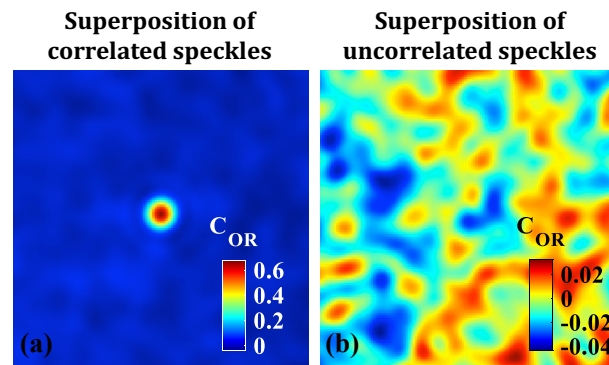 Superposition of
correlated speckles
Superposition of
uncorrelated speckles
C_OR
0.6
0.4
0.2
0
(a)
C_OR
0.02
0
-0.02
-0.04
(b)